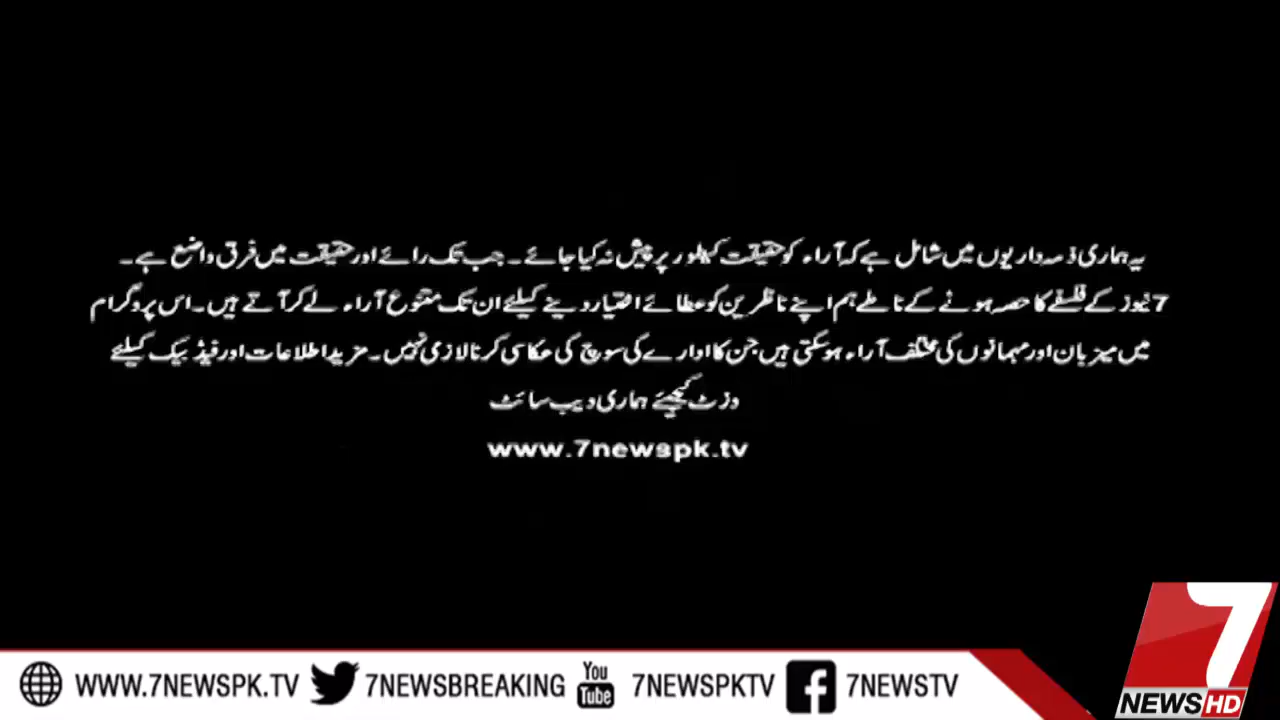 یہ ہماری ذمہ داریوں میں شامل ہے کہ آراء کو حقیقت کے طور پر پیش نہ کیا جائے۔ جب تک رائے اور حقیقت میں فرق واضع ہے۔
7 نیوز کے فلسفے کا حصہ ہونے کے ناطے ہم اپنے ناظرین کو عطائے اختیار دینے کیلئے ان تک متنوع آراء لے کر آتے ہیں۔ اس پروگرام
میں میزبان اور مہمانوں کی مختلف آراء ہو سکتی ہیں جن کا ادارے کی سوچ کی عکاسی کرنا لازمی نہیں۔ مزید اطلاعات اور فیڈ بیک کیلئے
وزٹ کیجیئے ہماری ویب سائٹ
www.7newspk.tv
7
NEWS HD
WWW.7NEWSPK.TV 7NEWSBREAKING You Tube 7NEWSPKTV 7NEWSTV